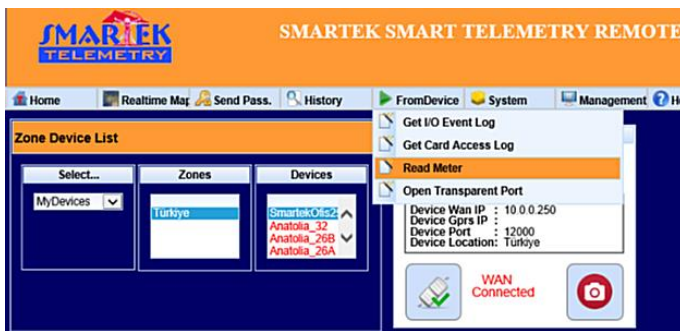 SMARTEK
TELEMETRY
SMARTEK SMART TELEMETRY REMOTE
Home
Realtime Map
Send Pass.
History
FromDevice
System
Management
Get I/O Event Log
Get Card Access Log
Read Meter
Open Transparent Port
Zone Device List
Select...
Zones
Devices
MyDevices
Türkiye
SmartekOfis2
Anatolia_32
Anatolia_26B
Anatolia_26A
Device Wan IP : 10.0.0.250
Device Gprs IP :
Device Port : 12000
Device Location: Türkiye
WAN
Connected